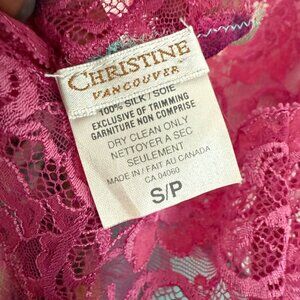 CHRISTINE
VANCOUVER
100% SILK / SOIE
EXCLUSIVE OF TRIMMING
GARNITURE NON COMPRISE
DRY CLEAN ONLY
NETTOYER A SEC
SEULEMENT
MADE IN / FAIT AU CANADA
CA 04060
S/P